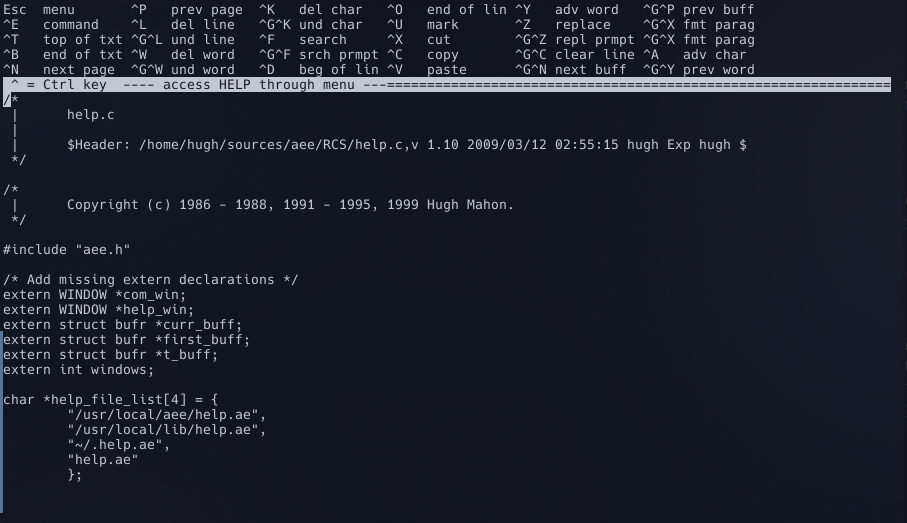 Esc  menu       ^P   prev page  ^K   del char   ^O   end of lin ^Y   adv word   ^G^P prev buff
^E   command    ^L   del line   ^G^K und char   ^U   mark       ^Z   replace    ^G^X fmt parag
^T   top of txt ^G^L und line   ^F   search     ^X   cut        ^G^Z repl prmpt ^G^X fmt parag
^B   end of txt ^W   del word   ^G^F srch prmpt ^C   copy       ^G^C clear line ^A   adv char
^N   next page  ^G^W und word   ^D   beg of lin ^V   paste      ^G^N next buff  ^G^Y prev word
 ^ = Ctrl key  ---- access HELP through menu ---===============================================================
/*
 |      help.c
 |
 |      $Header: /home/hugh/sources/aee/RCS/help.c,v 1.10 2009/03/12 02:55:15 hugh Exp hugh $
 */

/*
 |      Copyright (c) 1986 - 1988, 1991 - 1995, 1999 Hugh Mahon.
 */

#include "aee.h"

/* Add missing extern declarations */
extern WINDOW *com_win;
extern WINDOW *help_win;
extern struct bufr *curr_buff;
extern struct bufr *first_buff;
extern struct bufr *t_buff;
extern int windows;

char *help_file_list[4] = {
        "/usr/local/aee/help.ae",
        "/usr/local/lib/help.ae",
        "~/.help.ae",
        "help.ae"
        };